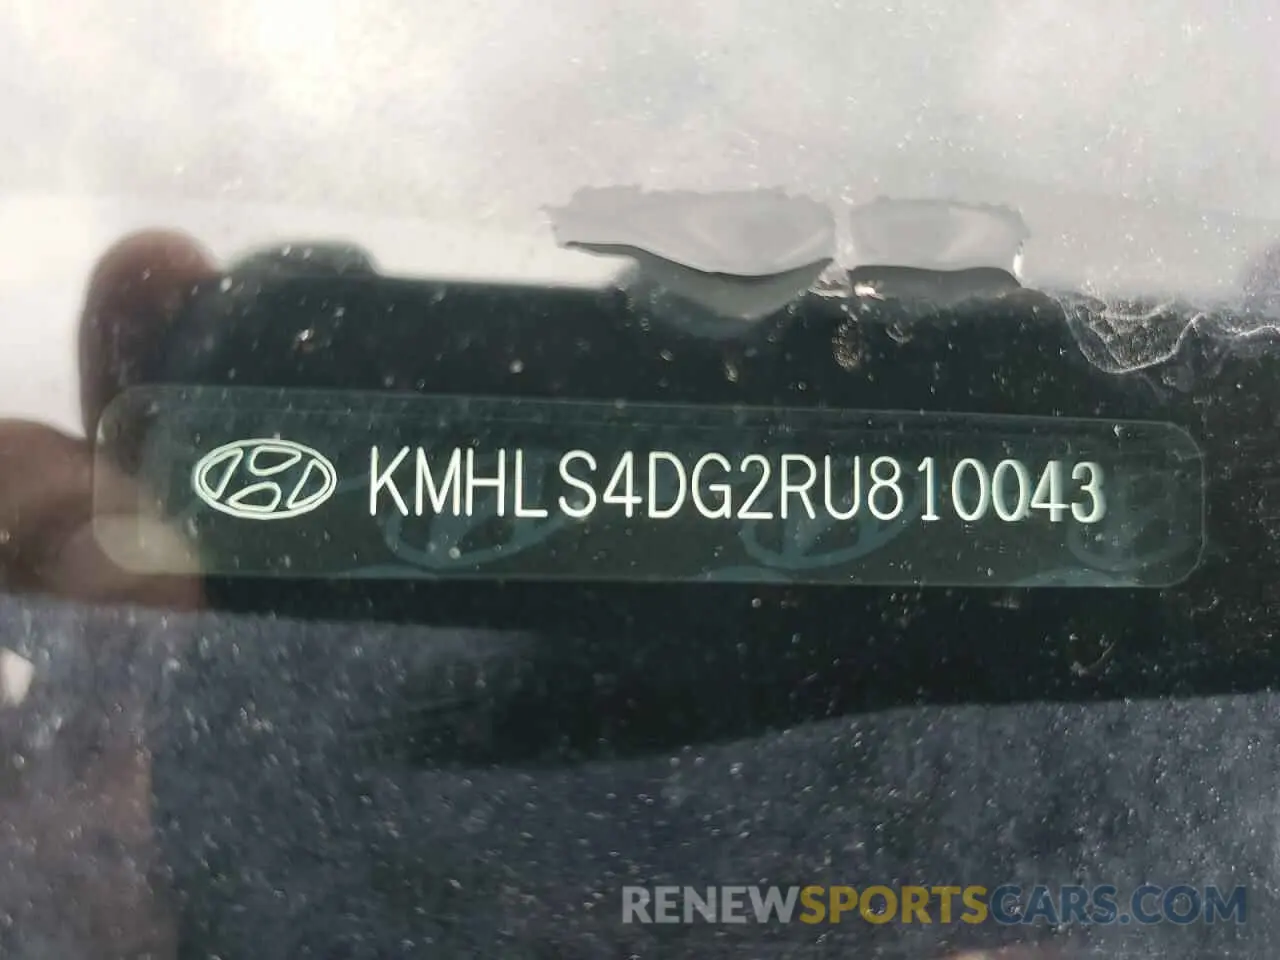 KMHLS4DG2RU810043
RENEWSPORTSCARS.COM